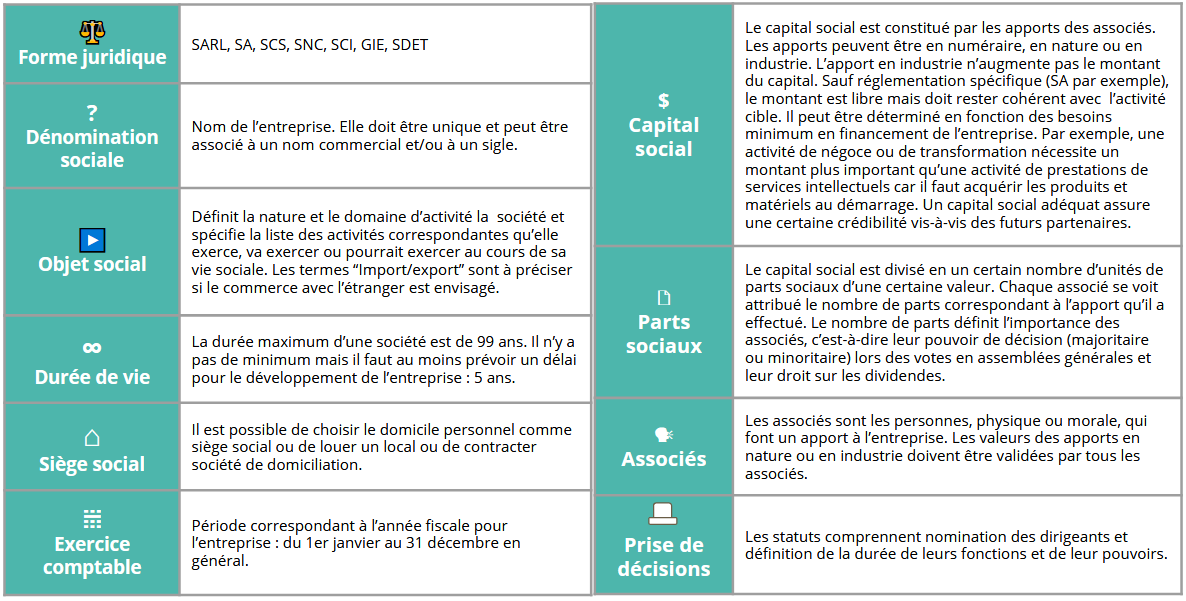 Forme juridique
SARL, SA, SCS, SNC, SCI, GIE, SDET
?
Dénomination
sociale
Nom de l’entreprise. Elle doit être unique et peut être
associé à un nom commercial et/ou à un sigle.
Objet social
Définit la nature et le domaine d’activité la  société et
spécifie la liste des activités correspondantes qu’elle
exerce, va exercer ou pourrait exercer au cours de sa
vie sociale. Les termes “Import/export” sont à préciser
si le commerce avec l’étranger est envisagé.
∞
Durée de vie
La durée maximum d’une société est de 99 ans. Il n’y a
pas de minimum mais il faut au moins prévoir un délai
pour le développement de l’entreprise : 5 ans.
Siège social
Il est possible de choisir le domicile personnel comme
siège social ou de louer un local ou de contracter
société de domiciliation.
Exercice
comptable
Période correspondant à l’année fiscale pour
l’entreprise : du 1er janvier au 31 décembre en
général.
$
Capital
social
Le capital social est constitué par les apports des associés.
Les apports peuvent être en numéraire, en nature ou en
industrie. L’apport en industrie n’augmente pas le montant
du capital. Sauf réglementation spécifique (SA par exemple),
le montant est libre mais doit rester cohérent avec  l’activité
cible. Il peut être déterminé en fonction des besoins
minimum en financement de l’entreprise. Par exemple, une
activité de négoce ou de transformation nécessite un
montant plus important qu’une activité de prestations de
services intellectuels car il faut acquérir les produits et
matériels au démarrage. Un capital social adéquat assure
une certaine crédibilité vis-à-vis des futurs partenaires.
Parts
sociaux
Le capital social est divisé en un certain nombre d’unités de
parts sociaux d’une certaine valeur. Chaque associé se voit
attribué le nombre de parts correspondant à l’apport qu’il a
effectué. Le nombre de parts définit l’importance des
associés, c’est-à-dire leur pouvoir de décision (majoritaire
ou minoritaire) lors des votes en assemblées générales et
leur droit sur les dividendes.
Associés
Les associés sont les personnes, physique ou morale, qui
font un apport à l’entreprise. Les valeurs des apports en
nature ou en industrie doivent être validées par tous les
associés.
Prise de
décisions
Les statuts comprennent nomination des dirigeants et
définition de la durée de leurs fonctions et de leur pouvoirs.